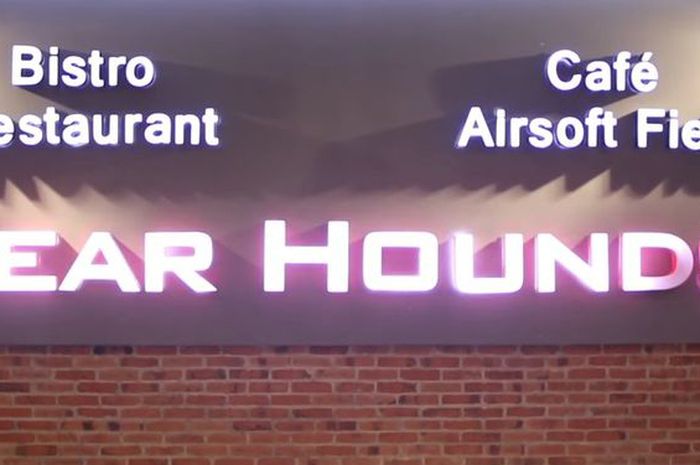 Bistro
Café
estaurant
Airsoft Fie
EAR HOUND